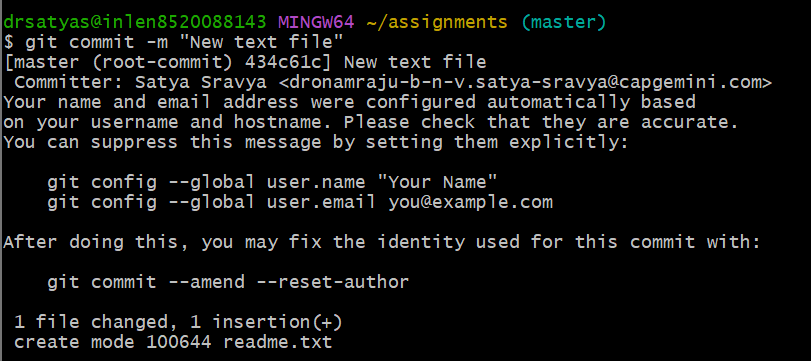 drsatyas@inlen8520088143 MINGW64 ~/assignments (master)
$ git commit -m "New text file"
[master (root-commit) 434c61c] New text file
 Committer: Satya Sravya <dronamraju-b-n-v.satya-sravya@capgemini.com>
Your name and email address were configured automatically based
on your username and hostname. Please check that they are accurate.
You can suppress this message by setting them explicitly:

    git config --global user.name "Your Name"
    git config --global user.email you@example.com

After doing this, you may fix the identity used for this commit with:

    git commit --amend --reset-author

 1 file changed, 1 insertion(+)
 create mode 100644 readme.txt